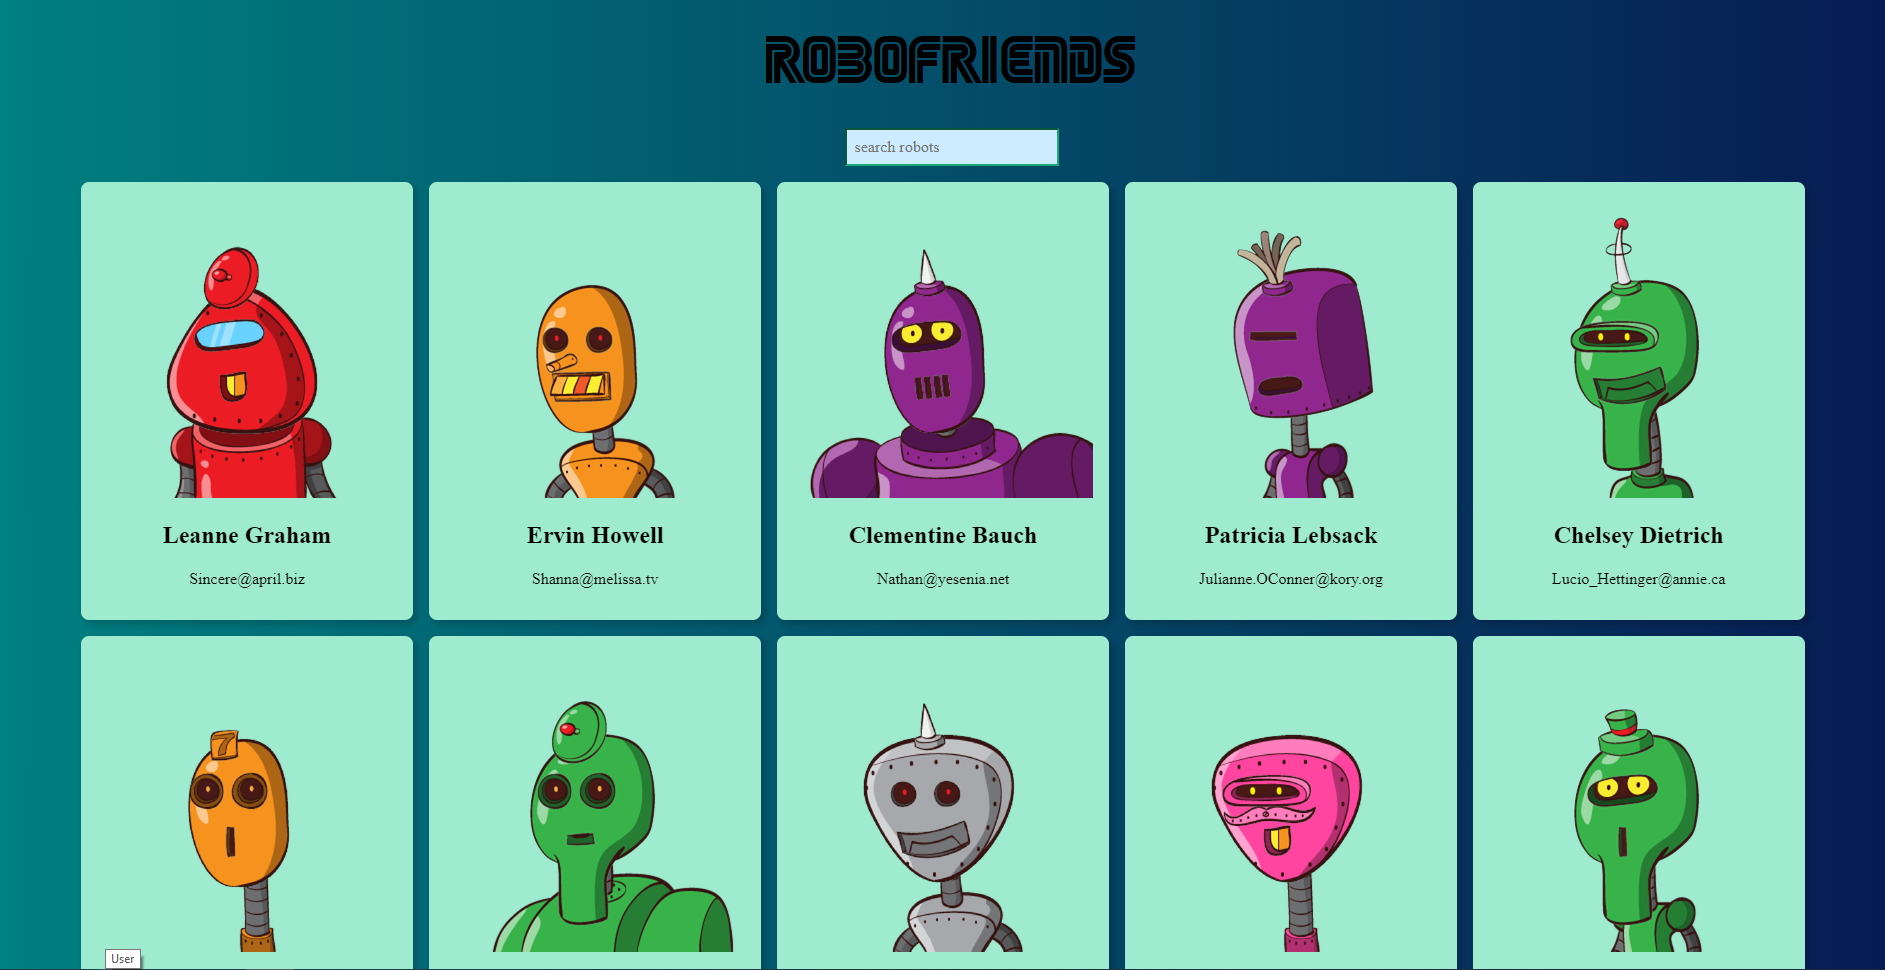 ROBOFRIENDS
search robots
Leanne Graham
Sincere@april.biz
Ervin Howell
Shanna@melissa.tv
Clementine Bauch
Nathan@yesenia.net
Patricia Lebsack
Julianne.OConner@kory.org
Chelsey Dietrich
Lucio_Hettinger@annie.ca
7
User